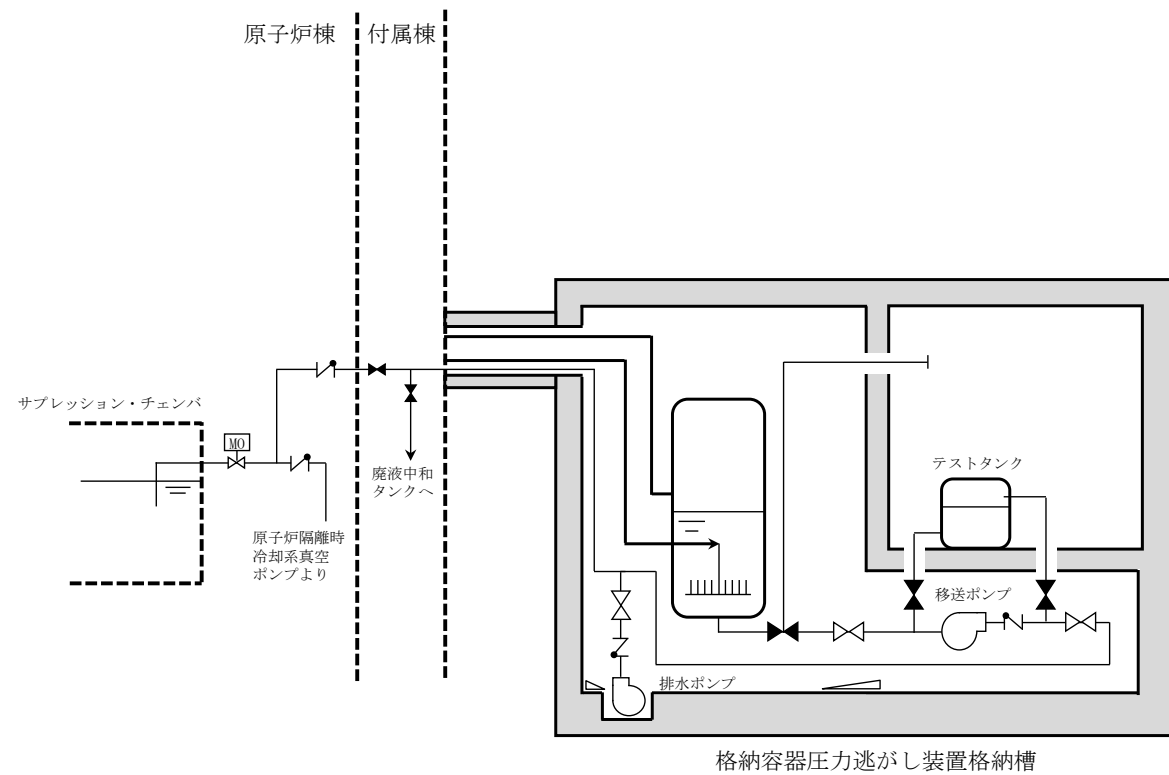 原子炉棟
付属棟
サプレッション・チェンバ
MO
廃液中和
タンクへ
テストタンク
原子炉隔離時
冷却系真空
ポンプより
移送ポンプ
排水ポンプ
格納容器圧力逃がし装置格納槽